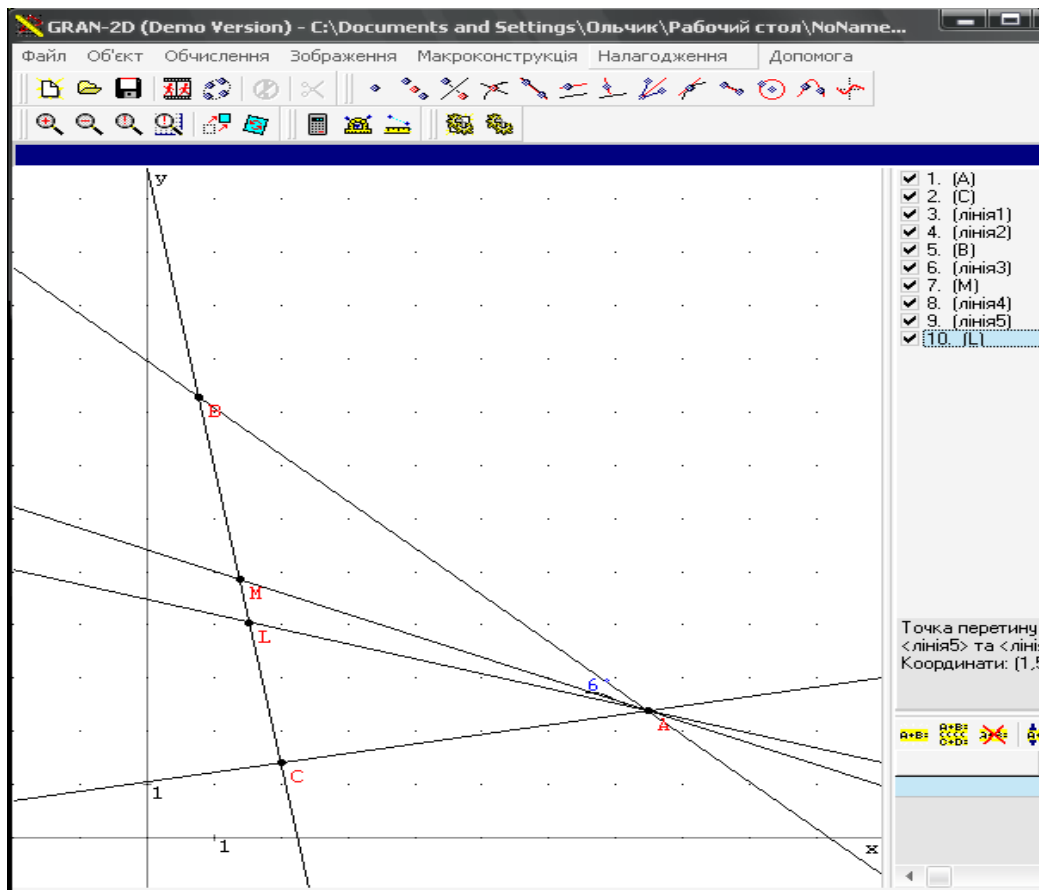 GRAN-2D (Demo Version) - C:\Documents and Settings\Ольчик\Рабочий стол\NoName...
Файл Об'єкт Обчислення Зображення Макроконструкція Налагодження Допомога
1. (A)
2. (C)
3. (лінія1)
4. (лінія2)
5. (B)
6. (лінія3)
7. (M)
8. (лінія4)
9. (лінія5)
10. (L)
y
B
M
L
6°
A
C
1
1
x
Точка перетину
<лінія5> та <ліні
Координати: (1,5
A+B=
A+B=
CCCC
C+D=
A+B=